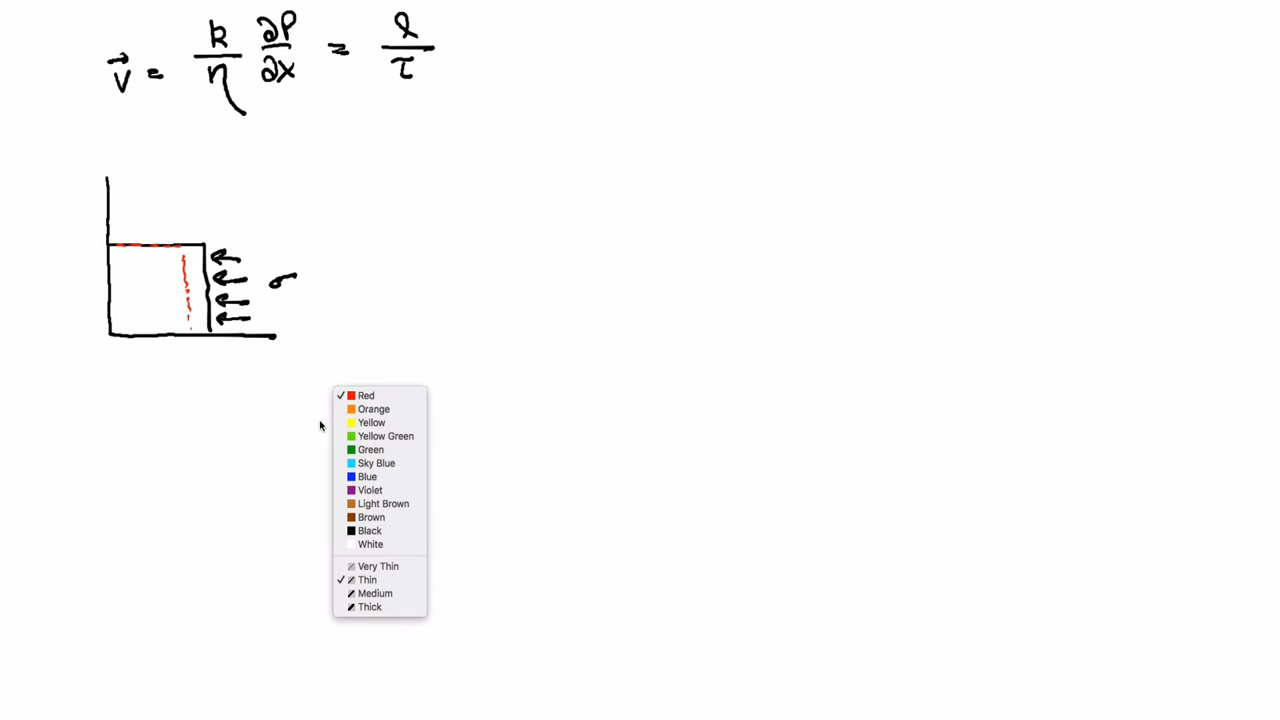 v⃗ = k/η ∂P/∂x = l/τ
σ
Red
Orange
Yellow
Yellow Green
Green
Sky Blue
Blue
Violet
Light Brown
Brown
Black
White
Very Thin
Thin
Medium
Thick